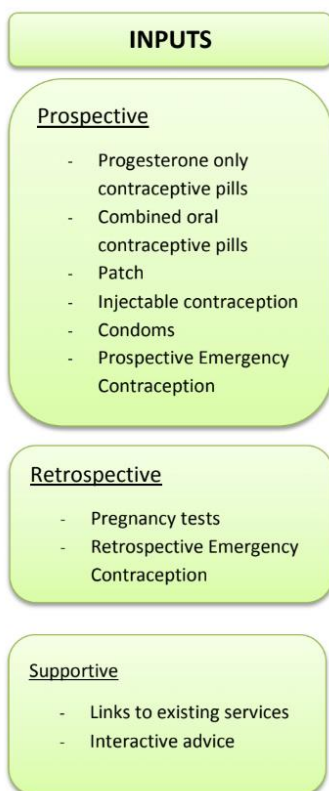 INPUTS
Prospective
- Progesterone only
contraceptive pills
- Combined oral
contraceptive pills
- Patch
- Injectable contraception
- Condoms
- Prospective Emergency
Contraception
Retrospective
- Pregnancy tests
- Retrospective Emergency
Contraception
Supportive
- Links to existing services
- Interactive advice